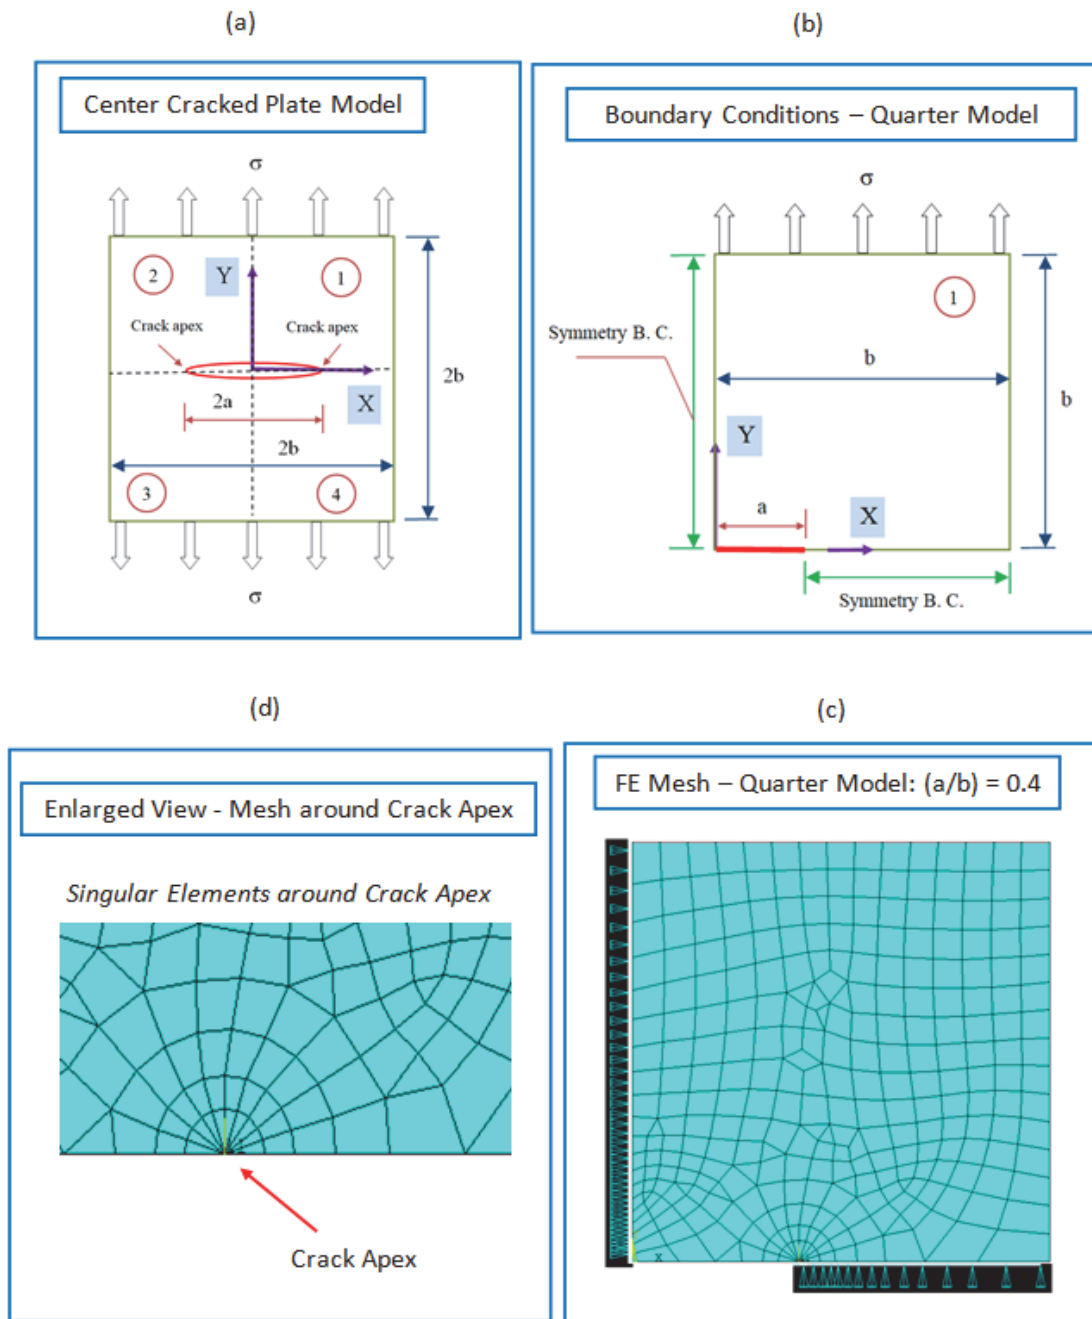 (a)
Center Cracked Plate Model
σ
2
Y
1
Crack apex
Crack apex
2b
2a
X
2b
3
4
σ
(b)
Boundary Conditions – Quarter Model
σ
1
Symmetry B. C.
b
b
Y
a
X
Symmetry B. C.
(d)
Enlarged View - Mesh around Crack Apex
Singular Elements around Crack Apex
Crack Apex
(c)
FE Mesh – Quarter Model: (a/b) = 0.4
X